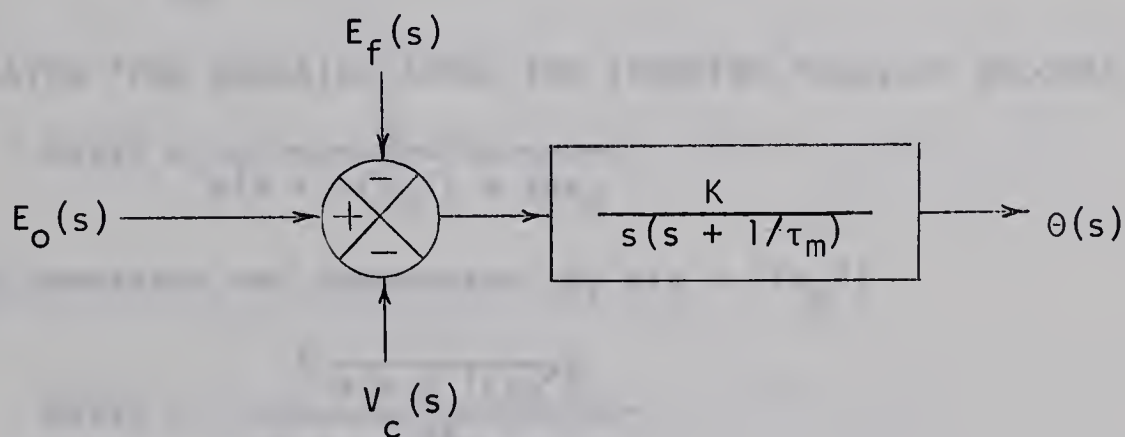 E_f(s)
−
E_o(s) + K / s(s + 1/τ_m) Θ(s)
−
V_c(s)